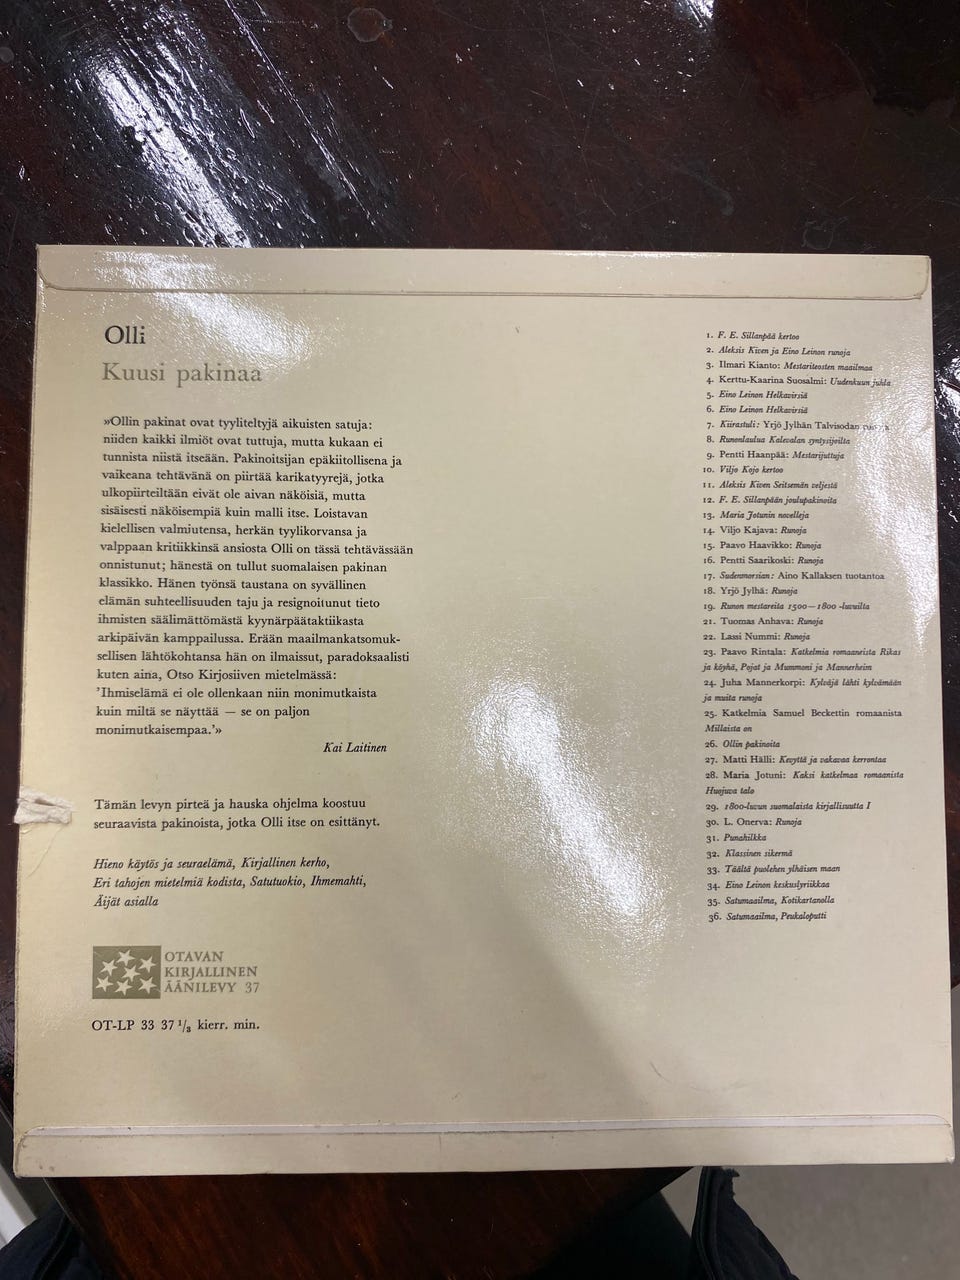 Olli
Kuusi pakinaa
»Ollin pakinat ovat tyyliteltyjä aikuisten satuja:
niiden kaikki ilmiöt ovat tuttuja, mutta kukaan ei
tunnista niistä itseään. Pakinoitsijan epäkiitollisena ja
vaikeana tehtävänä on piirtää karikatyyrejä, jotka
ulkopiirteiltään eivät ole aivan näköisiä, mutta
sisäisesti näköisempiä kuin malli itse. Loistavan
kielellisen valmiutensa, herkän tyylikorvansa ja
valppaan kritiikkinsä ansiosta Olli on tässä tehtävässään
onnistunut; hänestä on tullut suomalaisen pakinan
klassikko. Hänen työnsä taustana on syvällinen
elämän suhteellisuuden taju ja resignoitunut tieto
ihmisten säälimättömästä kyynärpäätaktiikasta
arkipäivän kamppailussa. Erään maailmankatsomuk-
sellisen lähtökohtansa hän on ilmaissut, paradoksaalisti
kuten aina, Otso Kirjosiiven mietelmässä:
'Ihmiselämä ei ole ollenkaan niin monimutkaista
kuin miltä se näyttää — se on paljon
monimutkaisempaa.'»
Kai Laitinen
Tämän levyn pirteä ja hauska ohjelma koostuu
seuraavista pakinoista, jotka Olli itse on esittänyt.
Hieno käytös ja seuraelämä, Kirjallinen kerho,
Eri tahojen mietelmiä kodista, Satutuokio, Ihmemahti,
Äijät asialla
OTAVAN
KIRJALLINEN
ÄÄNILEVY 37
OT-LP 33 37 1/3 kierr. min.
1. F. E. Sillanpää kertoo
2. Aleksis Kiven ja Eino Leinon runoja
3. Ilmari Kianto: Mestariteosten maailmaa
4. Kerttu-Kaarina Suosalmi: Uudenkuun juhla
5. Eino Leinon Helkavirsiä
6. Eino Leinon Helkavirsiä
7. Kiirastuli: Yrjö Jylhän Talvisodan
8. Runonlaulua Kalevalan syntysijoilta
9. Pentti Haanpää: Mestarijuttuja
10. Viljo Kojo kertoo
11. Aleksis Kiven Seitsemän veljestä
12. F. E. Sillanpään joulupakinoita
13. Maria Jotunin novelleja
14. Viljo Kajava: Runoja
15. Paavo Haavikko: Runoja
16. Pentti Saarikoski: Runoja
17. Sudenmorsian: Aino Kallaksen tuotantoa
18. Yrjö Jylhä: Runoja
19. Runon mestareita 1500—1800 -luvuilta
21. Tuomas Anhava: Runoja
22. Lassi Nummi: Runoja
23. Paavo Rintala: Katkelmia romaaneista Rikas
ja köyhä, Pojat ja Mummoni ja Mannerheim
24. Juha Mannerkorpi: Kylväjä lähti kylvämään
ja muita runoja
25. Katkelmia Samuel Beckettin romaanista
Millaista on
26. Ollin pakinoita
27. Matti Hälli: Kevyttä ja vakavaa kerrontaa
28. Maria Jotuni: Kaksi katkelmaa romaanista
Huojuva talo
29. 1800-luvun suomalaista kirjallisuutta I
30. L. Onerva: Runoja
31. Punahilkka
32. Klassinen sikermä
33. Täältä puolehen ylhäisen maan
34. Eino Leinon keskuslyriikkaa
35. Satumaailma, Kotikartanolla
36. Satumaailma, Peukaloputti